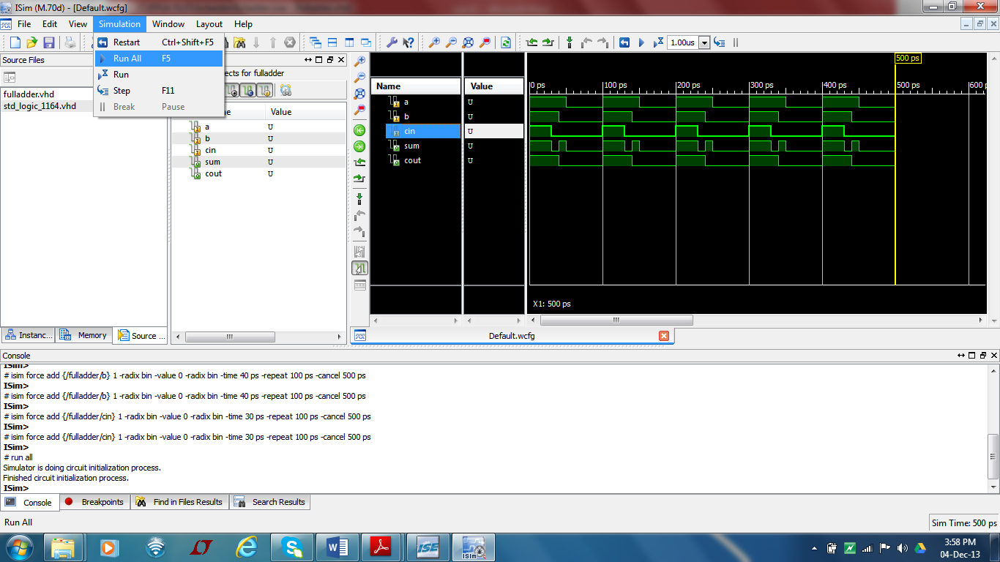 ISim (M.70d) - [Default.wcfg]
File Edit View Simulation Window Layout Help
Restart Ctrl+Shift+F5
Run All F5
Run
Step F11
Break Pause
1.00us
Source Files
fulladder.vhd
std_logic_1164.vhd
ects for fulladder
Value
a U
b U
cin U
sum U
cout U
Instanc... Memory Source ...
Name Value
a U
b U
cin U
sum U
cout U
500 ps
0 ps 100 ps 200 ps 300 ps 400 ps 500 ps 600 p
X1: 500 ps
Default.wcfg
Console
ISim>
# isim force add {/fulladder/b} 1 -radix bin -value 0 -radix bin -time 40 ps -repeat 100 ps -cancel 500 ps
ISim>
# isim force add {/fulladder/b} 1 -radix bin -value 0 -radix bin -time 40 ps -repeat 100 ps -cancel 500 ps
ISim>
# isim force add {/fulladder/cin} 1 -radix bin -value 0 -radix bin -time 30 ps -repeat 100 ps -cancel 500 ps
ISim>
# isim force add {/fulladder/cin} 1 -radix bin -value 0 -radix bin -time 30 ps -repeat 100 ps -cancel 500 ps
ISim>
# run all
Simulator is doing circuit initialization process.
Finished circuit initialization process.
ISim>
Console Breakpoints Find in Files Results Search Results
Run All
Sim Time: 500 ps
ISE
ISim
3:58 PM
04-Dec-13